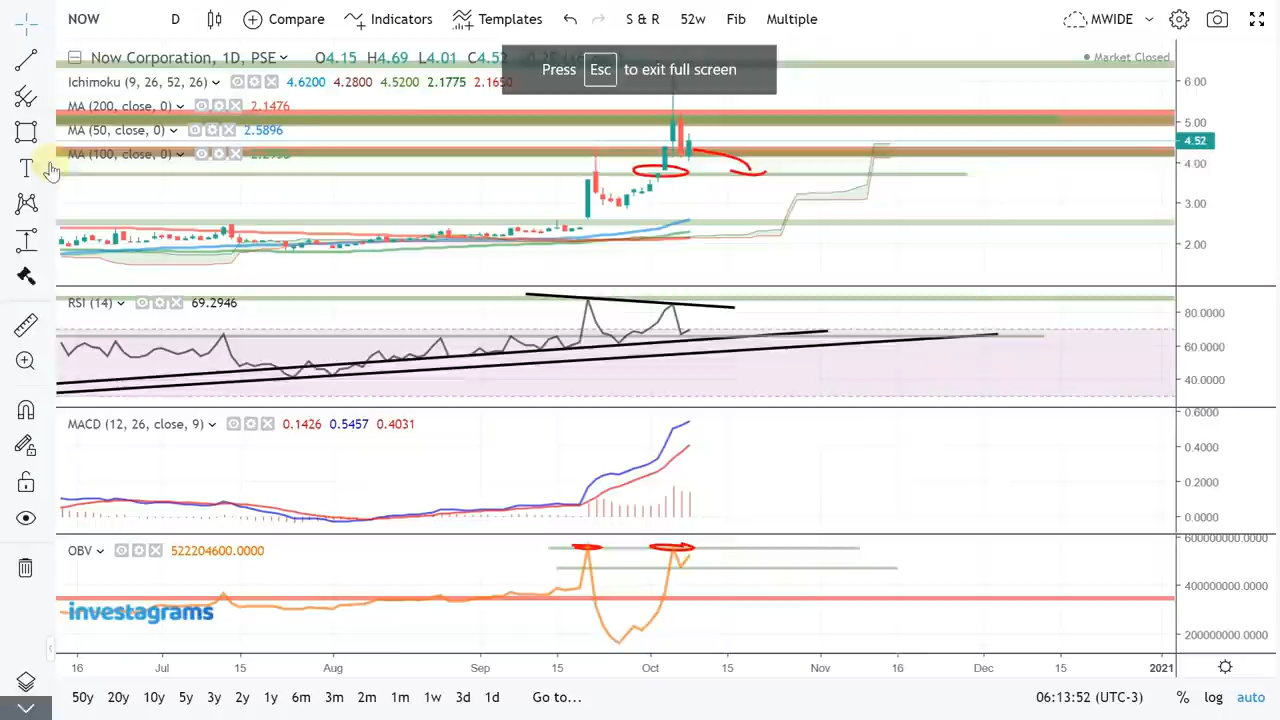 NOW D Compare Indicators Templates S & R 52w Fib Multiple MWIDE
Now Corporation, 1D, PSE O4.15 H4.69 L4.01 C4.52
Market Closed
Press Esc to exit full screen
Ichimoku (9, 26, 52, 26) 4.6200 4.2800 4.5200 2.1775 2.1650
MA (200, close, 0) 2.1476
MA (50, close, 0) 2.5896
MA (100, close, 0)
6.00
5.00
4.52
4.00
3.00
2.00
RSI (14) 69.2946
80.0000
60.0000
40.0000
MACD (12, 26, close, 9) 0.1426 0.5457 0.4031
0.6000
0.4000
0.2000
0.0000
OBV 522204600.0000
600000000.0000
400000000.0000
200000000.0000
investagrams
16 Jul 15 Aug Sep 15 Oct 15 Nov 16 Dec 15 2021
50y 20y 10y 5y 3y 2y 1y 6m 3m 2m 1m 1w 3d 1d Go to... 06:13:52 (UTC-3) % log auto